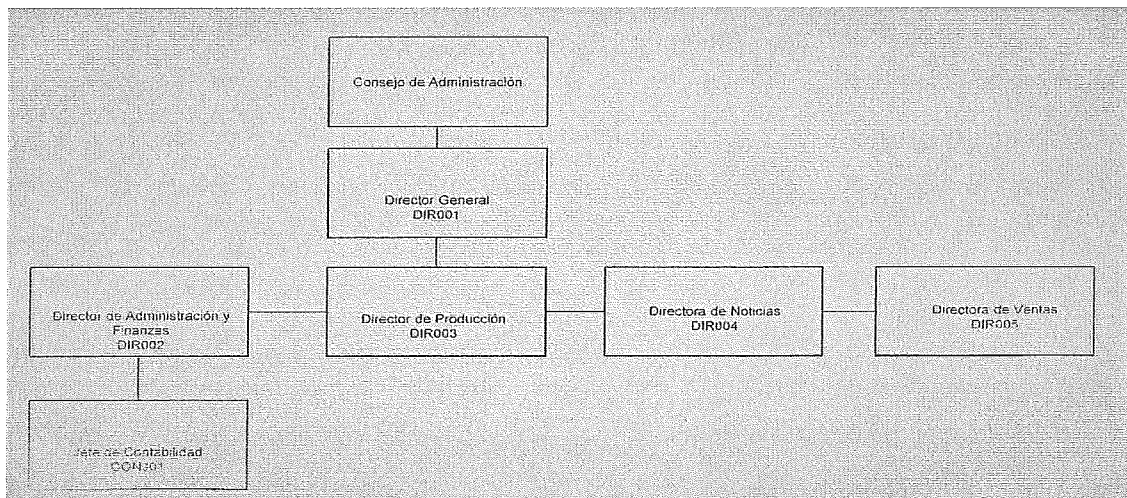 Consejo de Administración
Director General
DIR001
Director de Administración y
Finanzas
DIR002
Director de Producción
DIR003
Directora de Noticias
DIR004
Directora de Ventas
DIR005
de Contabilidad